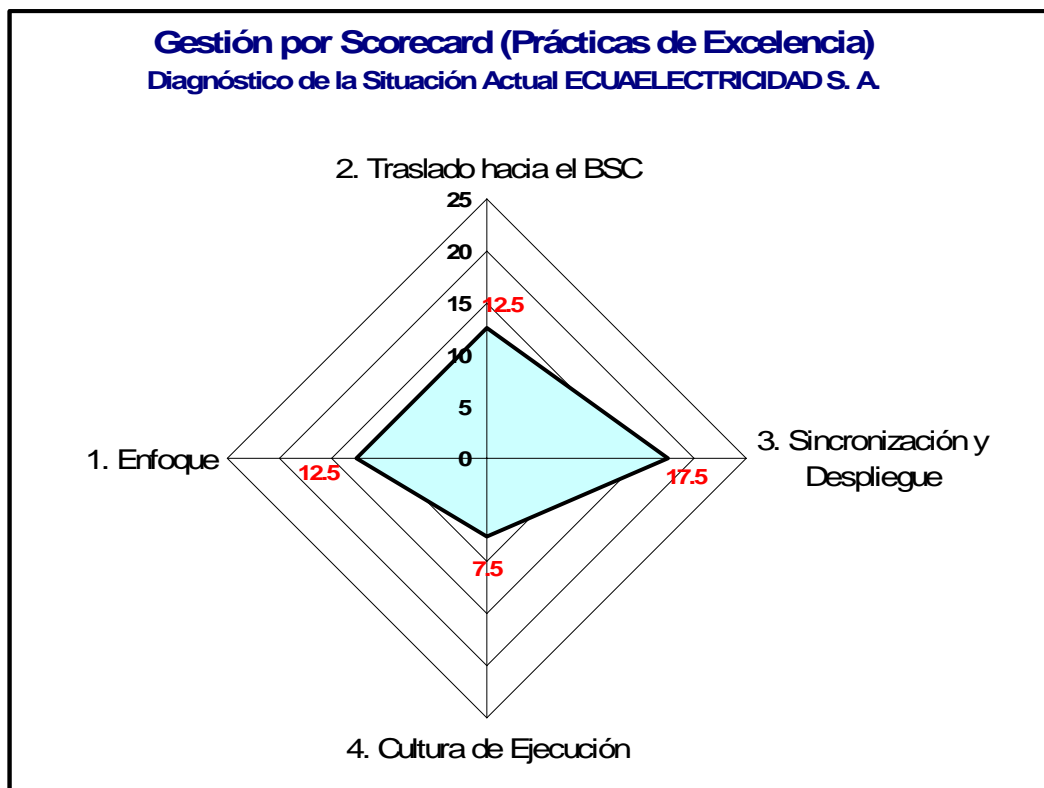 Gestión por Scorecard (Prácticas de Excelencia)
Diagnóstico de la Situación Actual ECUAELECTRICIDAD S. A.
2. Traslado hacia el BSC
25
20
15
12.5
10
5
0
1. Enfoque
12.5
3. Sincronización y
Despliegue
17.5
7.5
4. Cultura de Ejecución